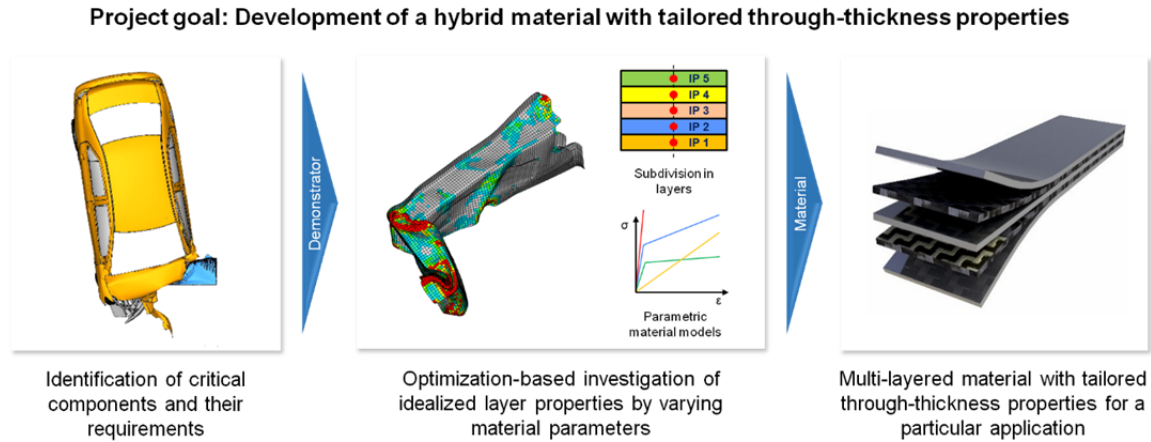 Project goal: Development of a hybrid material with tailored through-thickness properties
Demonstrator
IP 5
IP 4
IP 3
IP 2
IP 1
Subdivision in
layers
σ
ε
Parametric
material models
Material
Identification of critical
components and their
requirements
Optimization-based investigation of
idealized layer properties by varying
material parameters
Multi-layered material with tailored
through-thickness properties for a
particular application